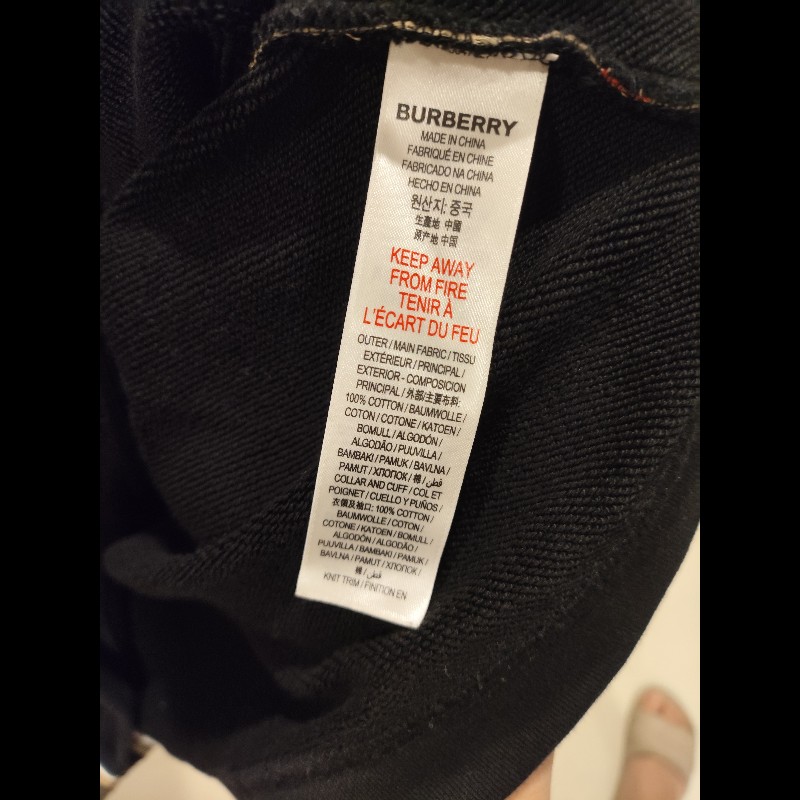 BURBERRY
MADE IN CHINA
FABRIQUÉ EN CHINE
FABRICADO NA CHINA
HECHO EN CHINA
원산지: 중국
生產地 中國
原产地 中国
KEEP AWAY
FROM FIRE
TENIR À
L'ÉCART DU FEU
OUTER / MAIN FABRIC / TISSU
EXTÉRIEUR / PRINCIPAL /
EXTERIOR - COMPOSICION
PRINCIPAL / 外部/主要布料:
100% COTTON / BAUMWOLLE /
COTON / COTONE / KATOEN /
BOMULL / ALGODÓN /
ALGODÃO / PUUVILLA /
BAMBAKI / PAMUK / BAVLNA /
PAMUT / ХЛОПОК / 棉 / قطن /
COLLAR AND CUFF / COL ET
POIGNET / CUELLO Y PUÑOS /
衣領及袖口: 100% COTTON /
BAUMWOLLE / COTON /
COTONE / KATOEN / BOMULL /
ALGODÓN / ALGODÃO /
PUUVILLA / BAMBAKI / PAMUK /
BAVLNA / PAMUT / ХЛОПОК /
棉 / قطن /
KNIT TRIM / FINITION EN